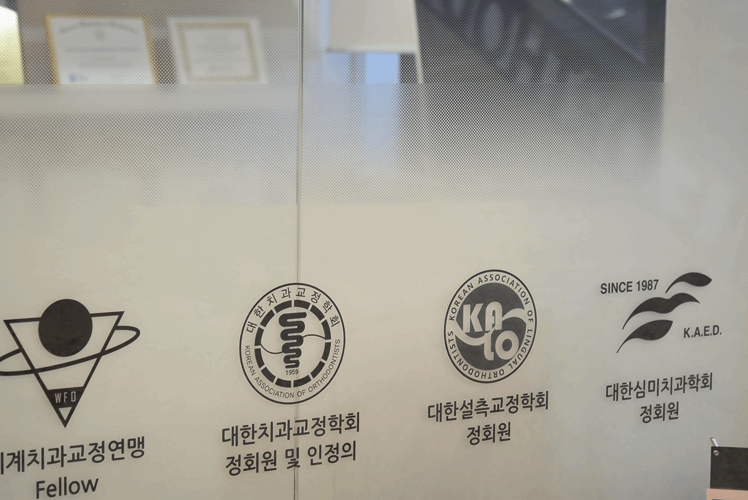 WFO
계치과교정연맹
Fellow
대한치과교정학회
KOREAN ASSOCIATION OF ORTHODONTISTS
1959
대한치과교정학회
정회원 및 인정의
KOREAN ASSOCIATION OF LINGUAL ORTHODONTISTS
KALO
대한설측교정학회
정회원
SINCE 1987
K.A.E.D.
대한심미치과학회
정회원